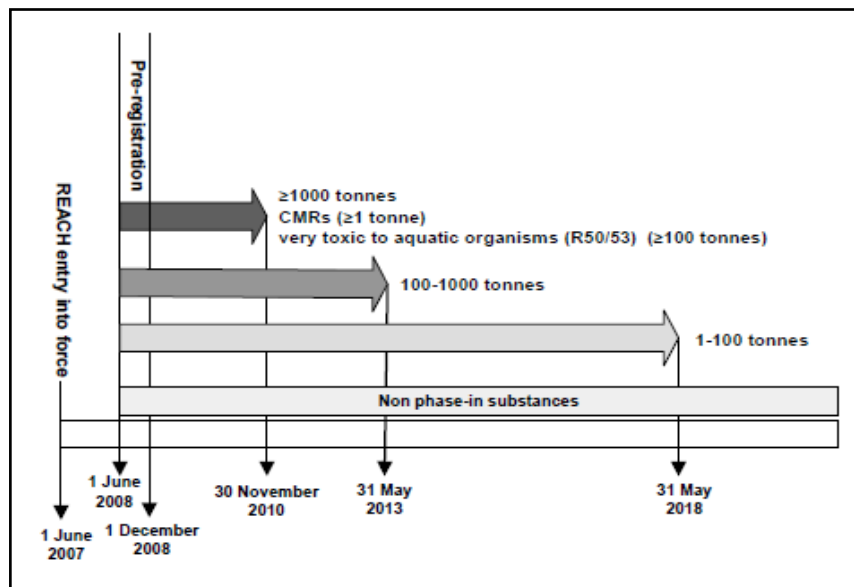 Pre-registration
REACH entry into force
≥1000 tonnes
CMRs (≥1 tonne)
very toxic to aquatic organisms (R50/53) (≥100 tonnes)
100-1000 tonnes
1-100 tonnes
Non phase-in substances
1 June
2008
30 November
2010
31 May
2013
31 May
2018
1 June
2007
1 December
2008